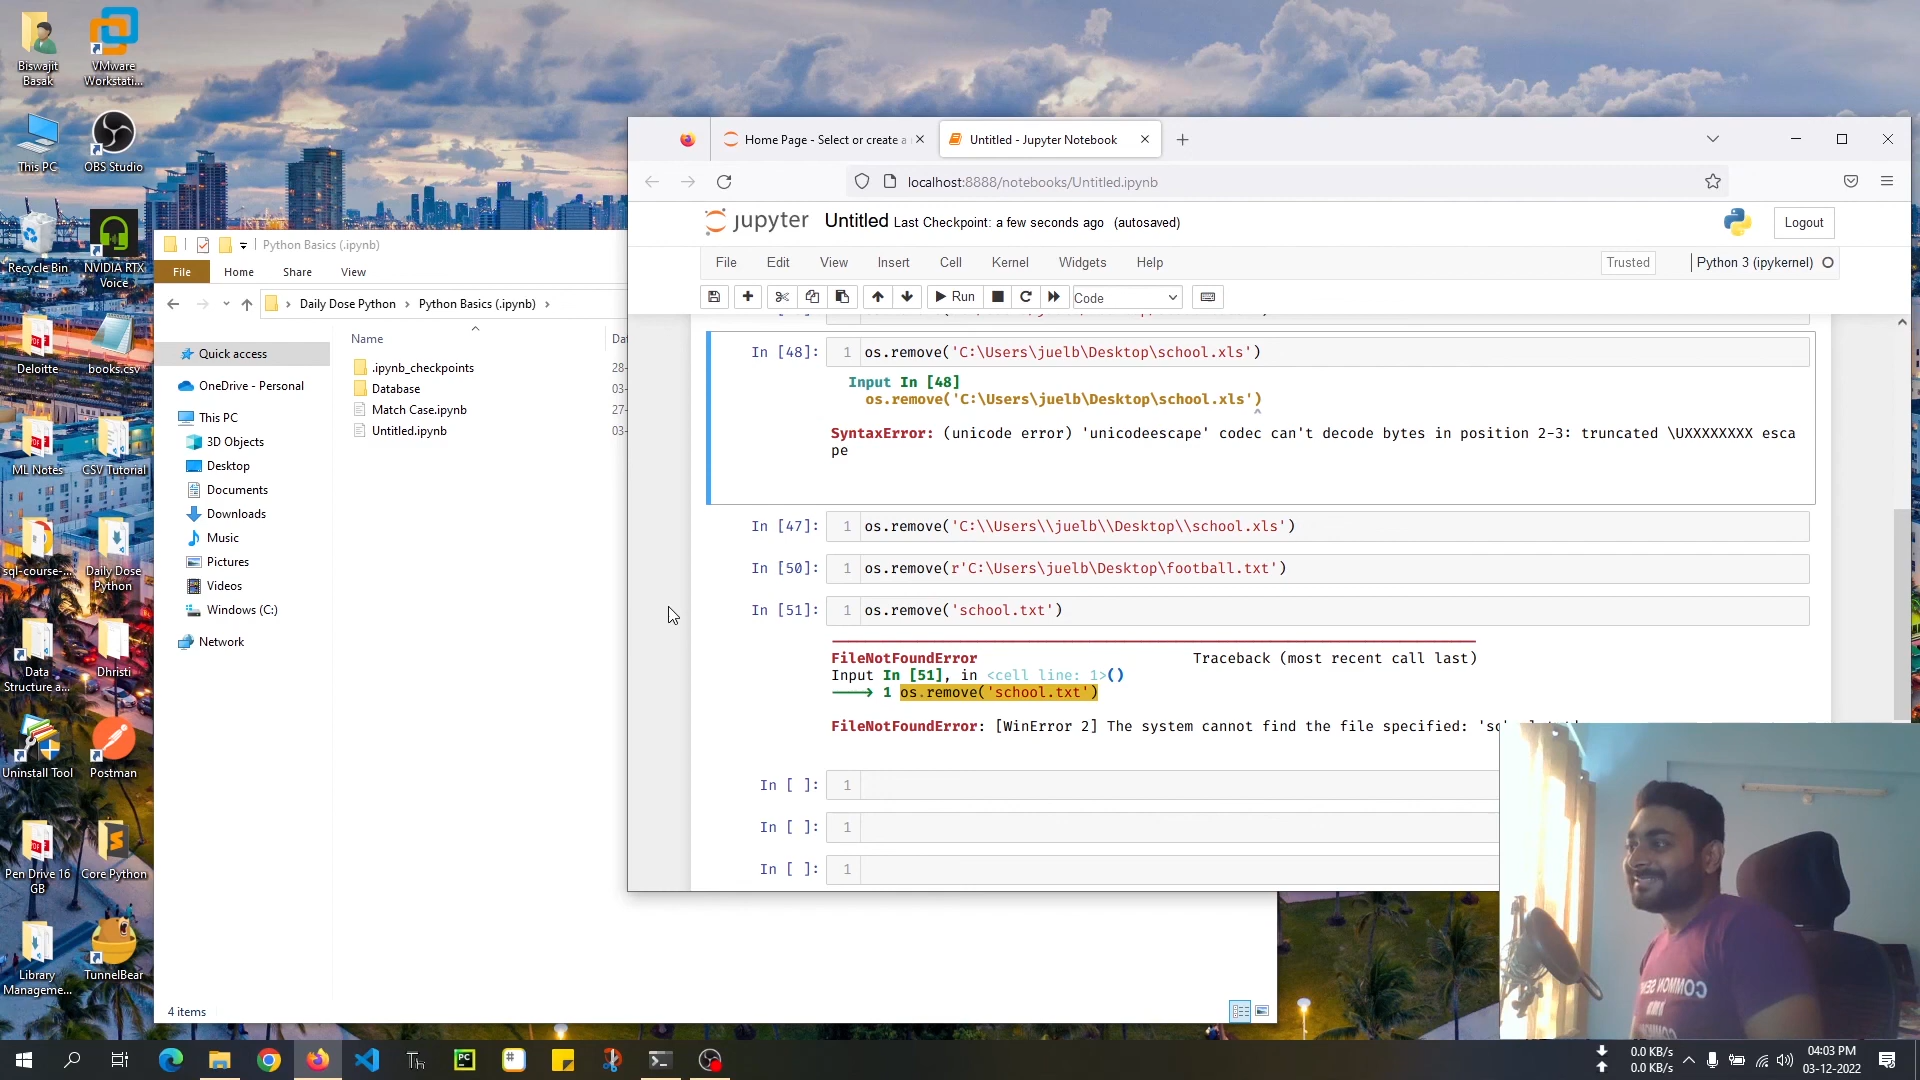 Biswajit
Basak
VMware
Workstati...
This PC
OBS Studio
Recycle Bin
NVIDIA RTX
Voice
Deloitte
books.csv
ML Notes
CSV Tutorial
sql-course-...
Daily Dose
Python
Data
Structure a...
Dhristi
Uninstall Tool
Postman
Pen Drive 16
GB
Core Python
Library
Manageme...
TunnelBear
Python Basics (.ipynb)
File Home Share View
Daily Dose Python > Python Basics (.ipynb) >
Name
Da
Quick access
OneDrive - Personal
This PC
3D Objects
Desktop
Documents
Downloads
Music
Pictures
Videos
Windows (C:)
Network
.ipynb_checkpoints 28-
Database 03-
Match Case.ipynb 27-
Untitled.ipynb 03-
4 items
Home Page - Select or create a
Untitled - Jupyter Notebook
localhost:8888/notebooks/Untitled.ipynb
jupyter Untitled Last Checkpoint: a few seconds ago (autosaved)
Logout
File Edit View Insert Cell Kernel Widgets Help
Trusted
Python 3 (ipykernel)
Run
Code
In [48]: 1 os.remove('C:\Users\juelb\Desktop\school.xls')
Input In [48]
os.remove('C:\Users\juelb\Desktop\school.xls')
^
SyntaxError: (unicode error) 'unicodeescape' codec can't decode bytes in position 2-3: truncated \UXXXXXXXX esca
pe
In [47]: 1 os.remove('C:\\Users\\juelb\\Desktop\\school.xls')
In [50]: 1 os.remove(r'C:\Users\juelb\Desktop\football.txt')
In [51]: 1 os.remove('school.txt')
FileNotFoundError Traceback (most recent call last)
Input In [51], in <cell line: 1>()
----> 1 os.remove('school.txt')
FileNotFoundError: [WinError 2] The system cannot find the file specified:
In [ ]: 1
In [ ]: 1
In [ ]: 1
COMMON
0.0 KB/s
0.0 KB/s
04:03 PM
03-12-2022